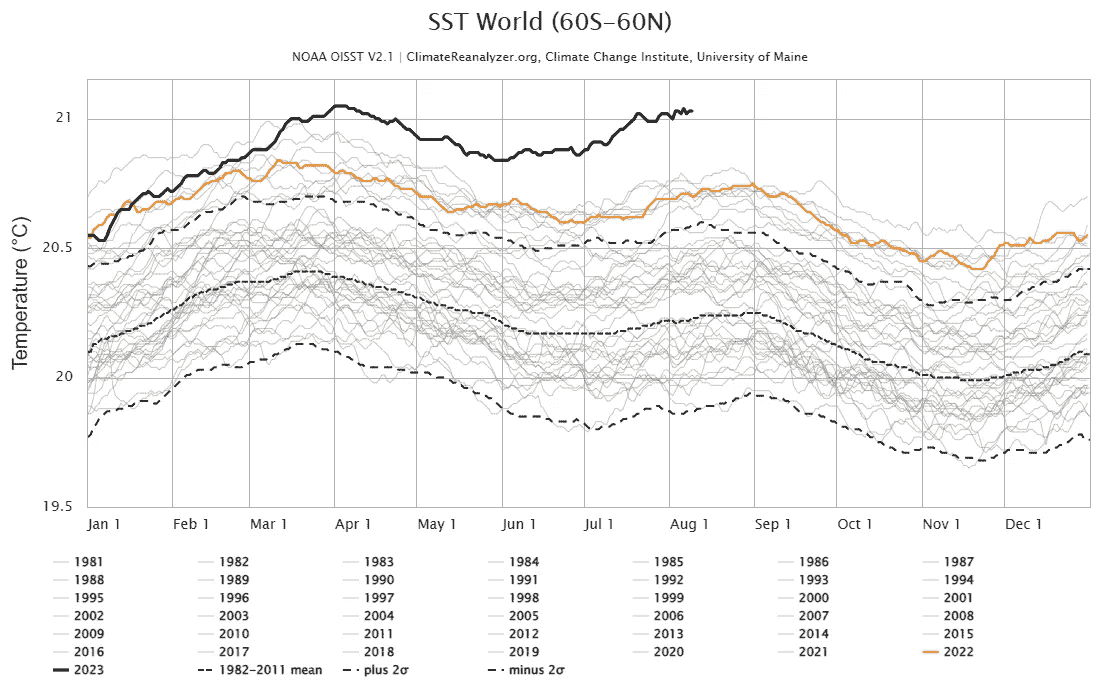 SST World (60S-60N)
NOAA OISST V2.1 | ClimateReanalyzer.org, Climate Change Institute, University of Maine
Temperature (°C)
21
20.5
20
19.5
Jan 1 Feb 1 Mar 1 Apr 1 May 1 Jun 1 Jul 1 Aug 1 Sep 1 Oct 1 Nov 1 Dec 1
1981 1982 1983 1984 1985 1986 1987
1988 1989 1990 1991 1992 1993 1994
1995 1996 1997 1998 1999 2000 2001
2002 2003 2004 2005 2006 2007 2008
2009 2010 2011 2012 2013 2014 2015
2016 2017 2018 2019 2020 2021 2022
2023 1982-2011 mean plus 2σ minus 2σ